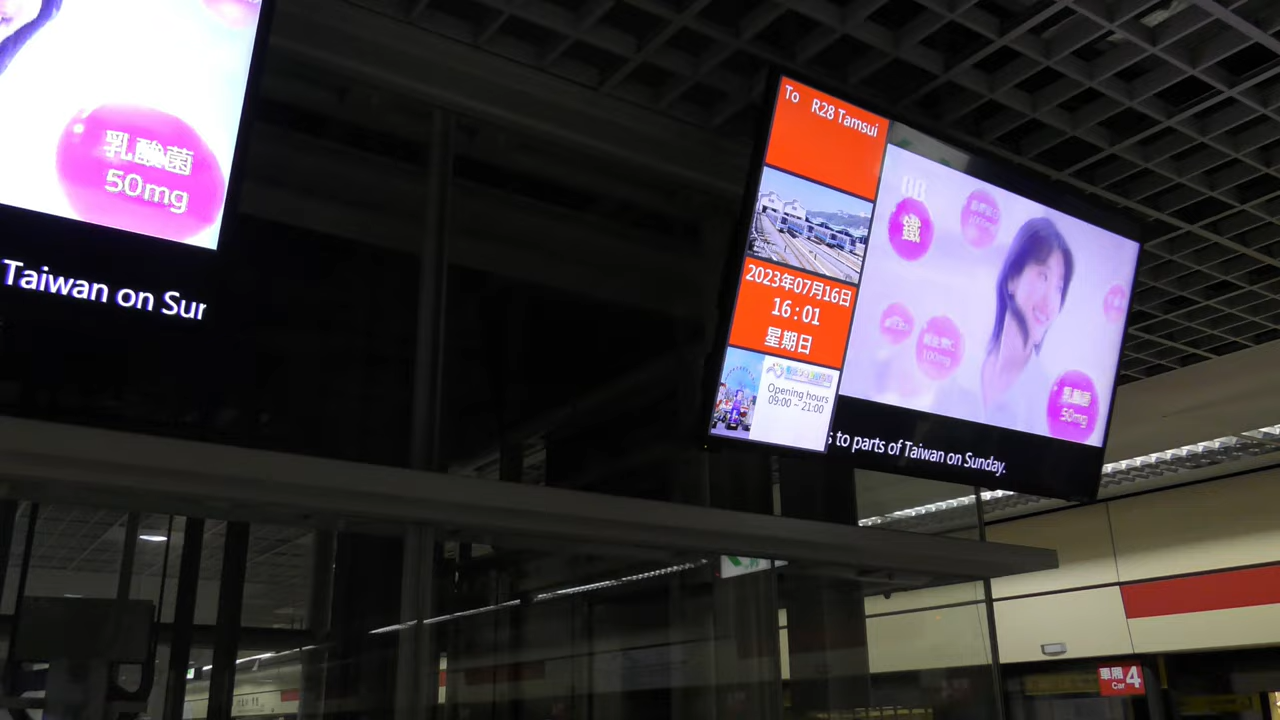 乳酸菌
50mg
Taiwan on Sur
To R28 Tamsui
2023年07月16日
16:01
星期日
Opening hours
09:00 ~ 21:00
鐵
100mg
乳酸菌
50mg
s to parts of Taiwan on Sunday.
車廂 4
Car